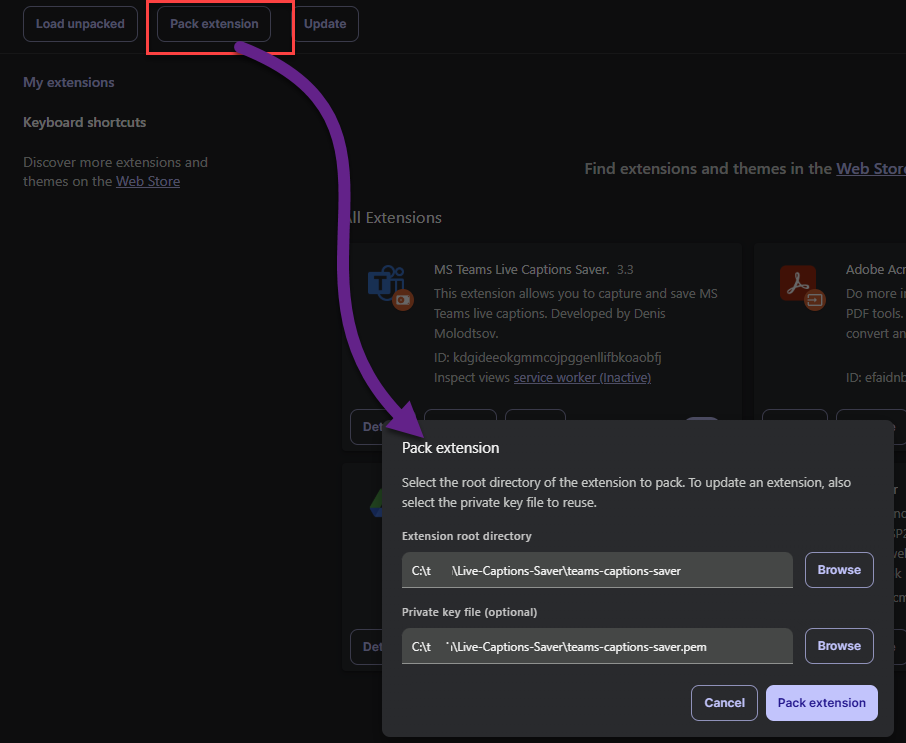 Load unpacked
Pack extension
Update
My extensions
Keyboard shortcuts
Discover more extensions and
themes on the Web Store
Find extensions and themes in the Web Store
All Extensions
MS Teams Live Captions Saver. 3.3
This extension allows you to capture and save MS
Teams live captions. Developed by Denis
Molodtsov.
ID: kdgideeokgmmcojpggenllifbkoaobfj
Inspect views service worker (Inactive)
Adobe Acr
Do more in
PDF tools.
convert an
ID: efaidnb
Det
Pack extension
Select the root directory of the extension to pack. To update an extension, also
select the private key file to reuse.
Extension root directory
C:\t \Live-Captions-Saver\teams-captions-saver
Browse
Private key file (optional)
C:\t \Live-Captions-Saver\teams-captions-saver.pem
Browse
Det
Cancel
Pack extension